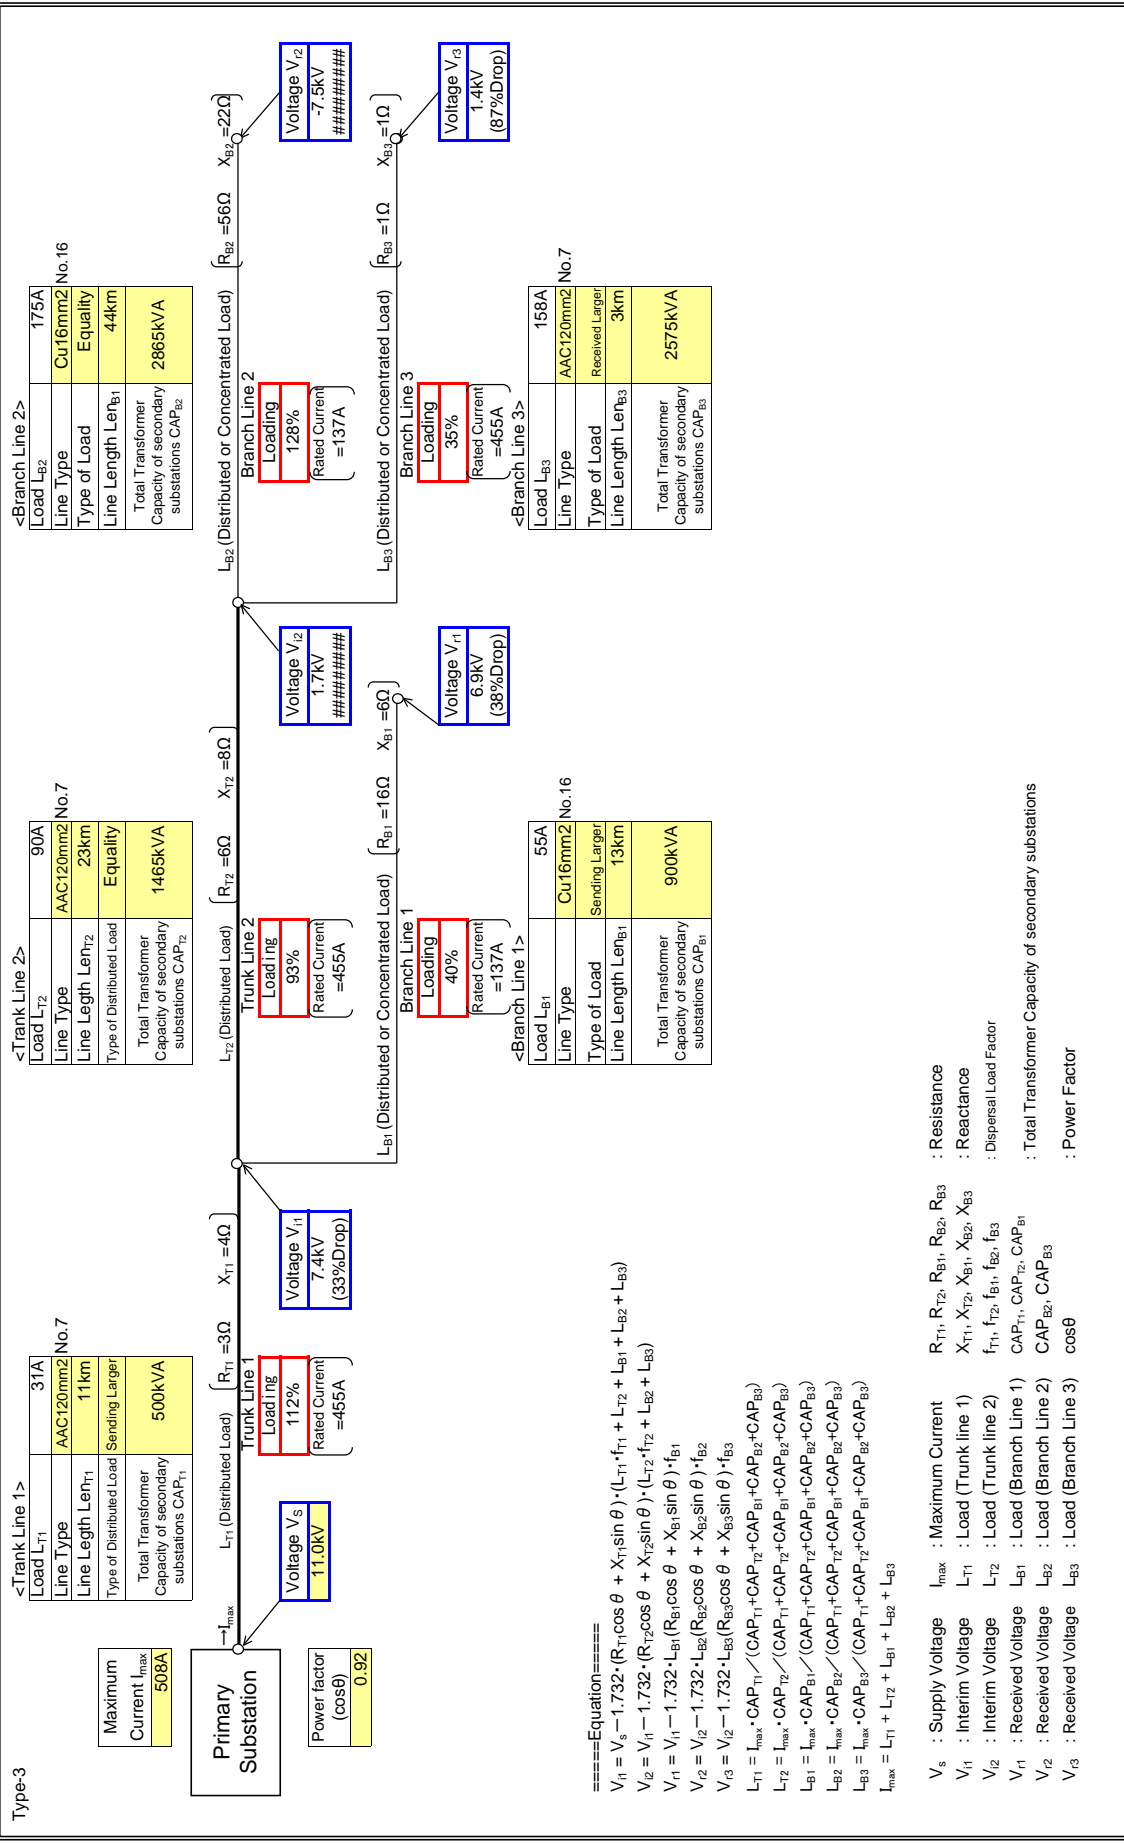 Type-3
<Trank Line 1>
Load LT1 31A
Line Type AAC120mm2 No.7
Line Length LenT1 11km
Type of Distributed Load Sending Larger
Total Transformer
Capacity of secondary
substations CAPT1
500kVA
<Trank Line 2>
Load LT2 90A
Line Type AAC120mm2 No.7
Line Legth LenT2 23km
Type of Distributed Load Equality
Total Transformer
Capacity of secondary
substations CAPT2
1465kVA
<Branch Line 2>
Load LB2 175A
Line Type Cu16mm2 No.16
Type of Load Equality
Line Length LenB1 44km
Total Transformer
Capacity of secondary
substations CAPB2
2865kVA
Maximum
Current Imax
508A
Primary
Substation
→Imax
Power factor
(cosθ)
0.92
Voltage VS
11.0kV
LT1 (Distributed Load)
RT1 =3Ω XT1 =4Ω
Trunk Line 1
Loading
112%
Rated Current
=455A
Voltage Vi1
7.4kV
(33%Drop)
LT2 (Distributed Load)
RT2 =6Ω XT2 =8Ω
Trunk Line 2
Loading
93%
Rated Current
=455A
Voltage Vi2
1.7kV
#########
LB2 (Distributed or Concentrated Load)
RB2 =56Ω XB2 =22Ω
Branch Line 2
Loading
128%
Rated Current
=137A
Voltage Vr2
-7.5kV
#########
LB1 (Distributed or Concentrated Load)
RB1 =16Ω XB1 =6Ω
Branch Line 1
Loading
40%
Rated Current
=137A
Voltage Vr1
6.9kV
(38%Drop)
LB3 (Distributed or Concentrated Load)
RB3 =1Ω XB3 =1Ω
Branch Line 3
Loading
35%
Rated Current
=455A
Voltage Vr3
1.4kV
(87%Drop)
<Branch Line 1>
Load LB1 55A
Line Type Cu16mm2 No.16
Type of Load Sending Larger
Line Length LenB1 13km
Total Transformer
Capacity of secondary
substations CAPB1
900kVA
<Branch Line 3>
Load LB3 158A
Line Type AAC120mm2 No.7
Type of Load Received Larger
Line Length LenB3 3km
Total Transformer
Capacity of secondary
substations CAPB3
2575kVA
=====Equation=====
Vi1 = Vs−1.732・(RT1cosθ + XT1sinθ)・(LT1・fT1 + LT2 + LB1 + LB2 + LB3)
Vi2 = Vi1−1.732・(RT2cosθ + XT2sinθ)・(LT2・fT2 + LB2 + LB3)
Vr1 = Vi1−1.732・LB1(RB1cosθ + XB1sinθ)・fB1
Vr2 = Vi2−1.732・LB2(RB2cosθ + XB2sinθ)・fB2
Vr3 = Vi2−1.732・LB3(RB3cosθ + XB3sinθ)・fB3
LT1 = Imax・CAPT1／(CAPT1+CAPT2+CAPB1+CAPB2+CAPB3)
LT2 = Imax・CAPT2／(CAPT1+CAPT2+CAPB1+CAPB2+CAPB3)
LB1 = Imax・CAPB1／(CAPT1+CAPT2+CAPB1+CAPB2+CAPB3)
LB2 = Imax・CAPB2／(CAPT1+CAPT2+CAPB1+CAPB2+CAPB3)
LB3 = Imax・CAPB3／(CAPT1+CAPT2+CAPB1+CAPB2+CAPB3)
Imax = LT1 + LT2 + LB1 + LB2 + LB3
Vs : Supply Voltage Imax : Maximum Current RT1, RT2, RB1, RB2, RB3 : Resistance
Vi1 : Interim Voltage LT1 : Load (Trunk line 1) XT1, XT2, XB1, XB2, XB3 : Reactance
Vi2 : Interim Voltage LT2 : Load (Trunk line 2) fT1, fT2, fB1, fB2, fB3 : Dispersal Load Factor
Vr1 : Received Voltage LB1 : Load (Branch Line 1) CAPT1, CAPT2, CAPB1 : Total Transformer Capacity of secondary substations
Vr2 : Received Voltage LB2 : Load (Branch Line 2) CAPB2, CAPB3
Vr3 : Received Voltage LB3 : Load (Branch Line 3) cosθ : Power Factor